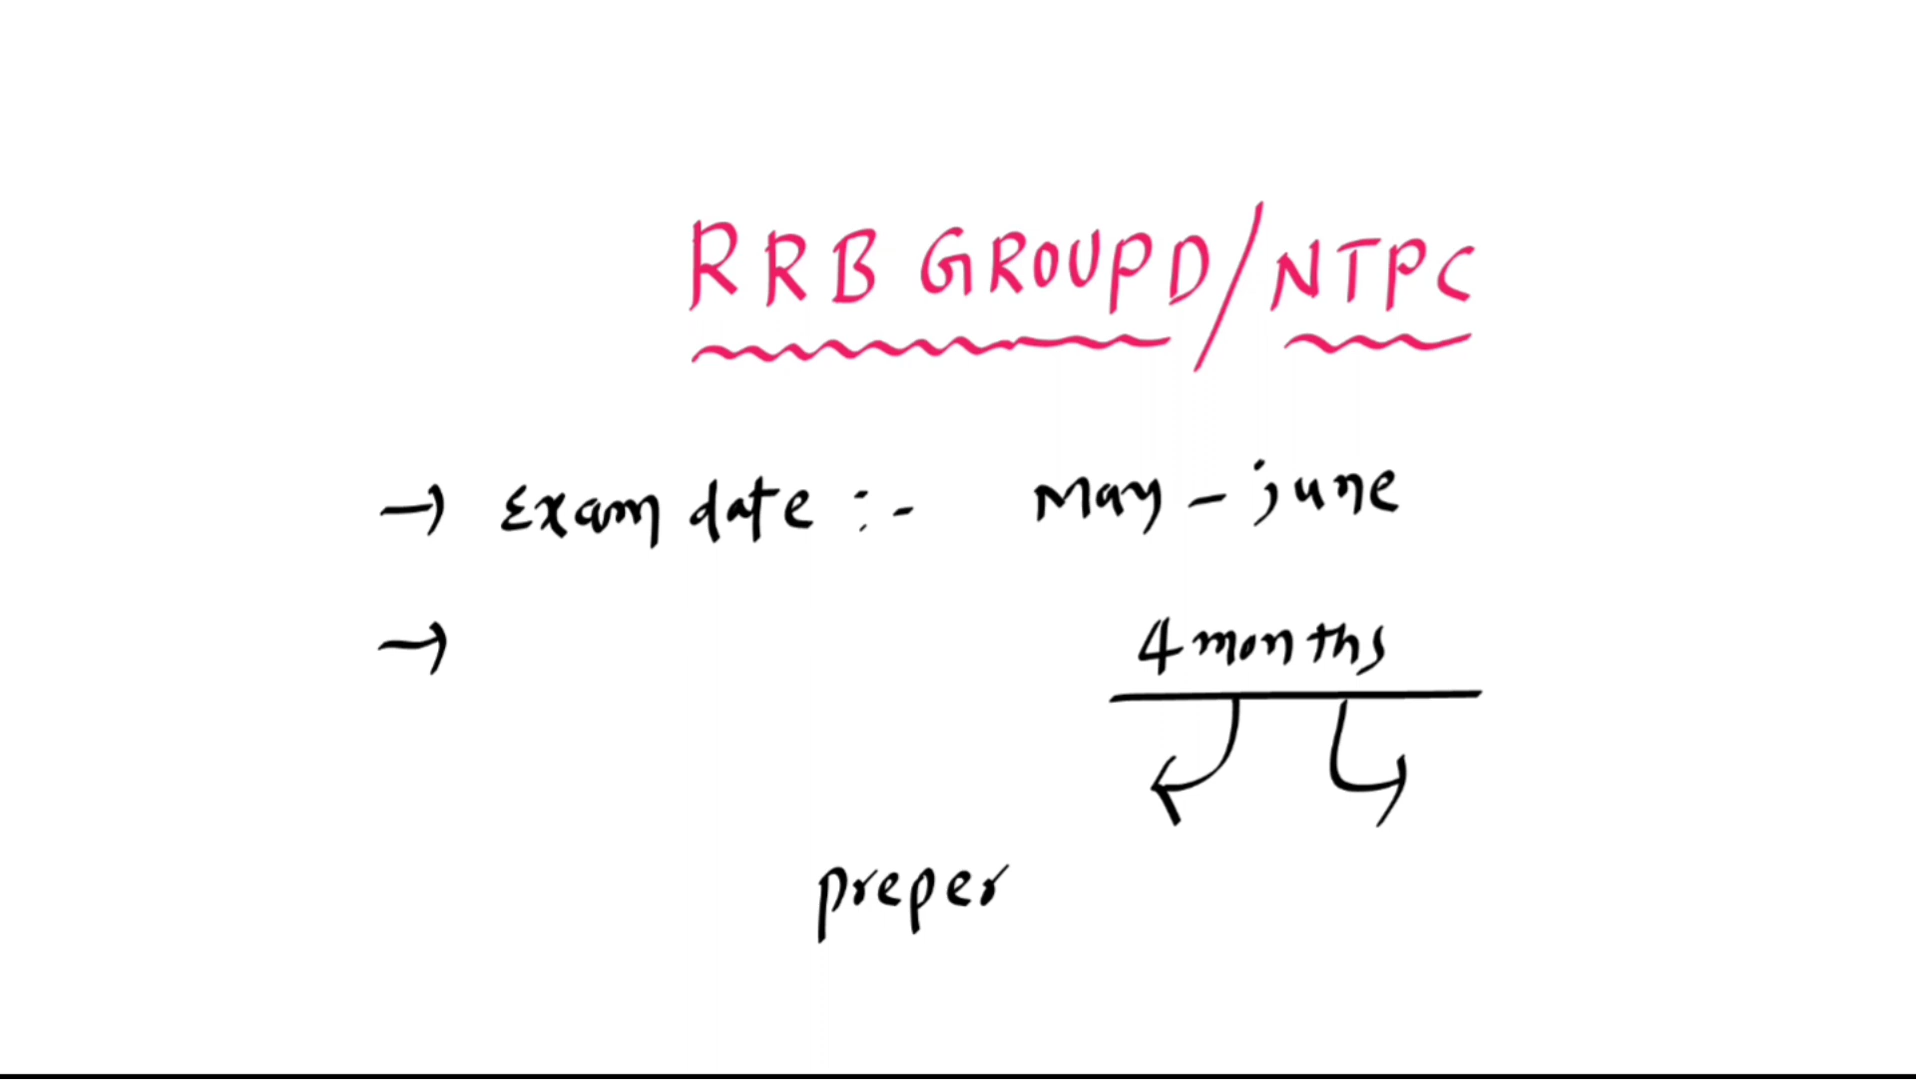 RRB GROUPD/NTPC
→ Exam date :- May - june
→ 4 months
preper